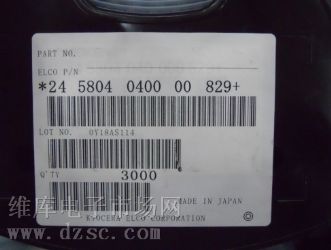 PART NO.
ELCO P/N
*24 5804 0400 00 829+
LOT NO. 0Y18AS114
Q'TY 3000
MADE IN JAPAN
KYOCERA ELCO CORPORATION
维库电子市场网
www.dzsc.com